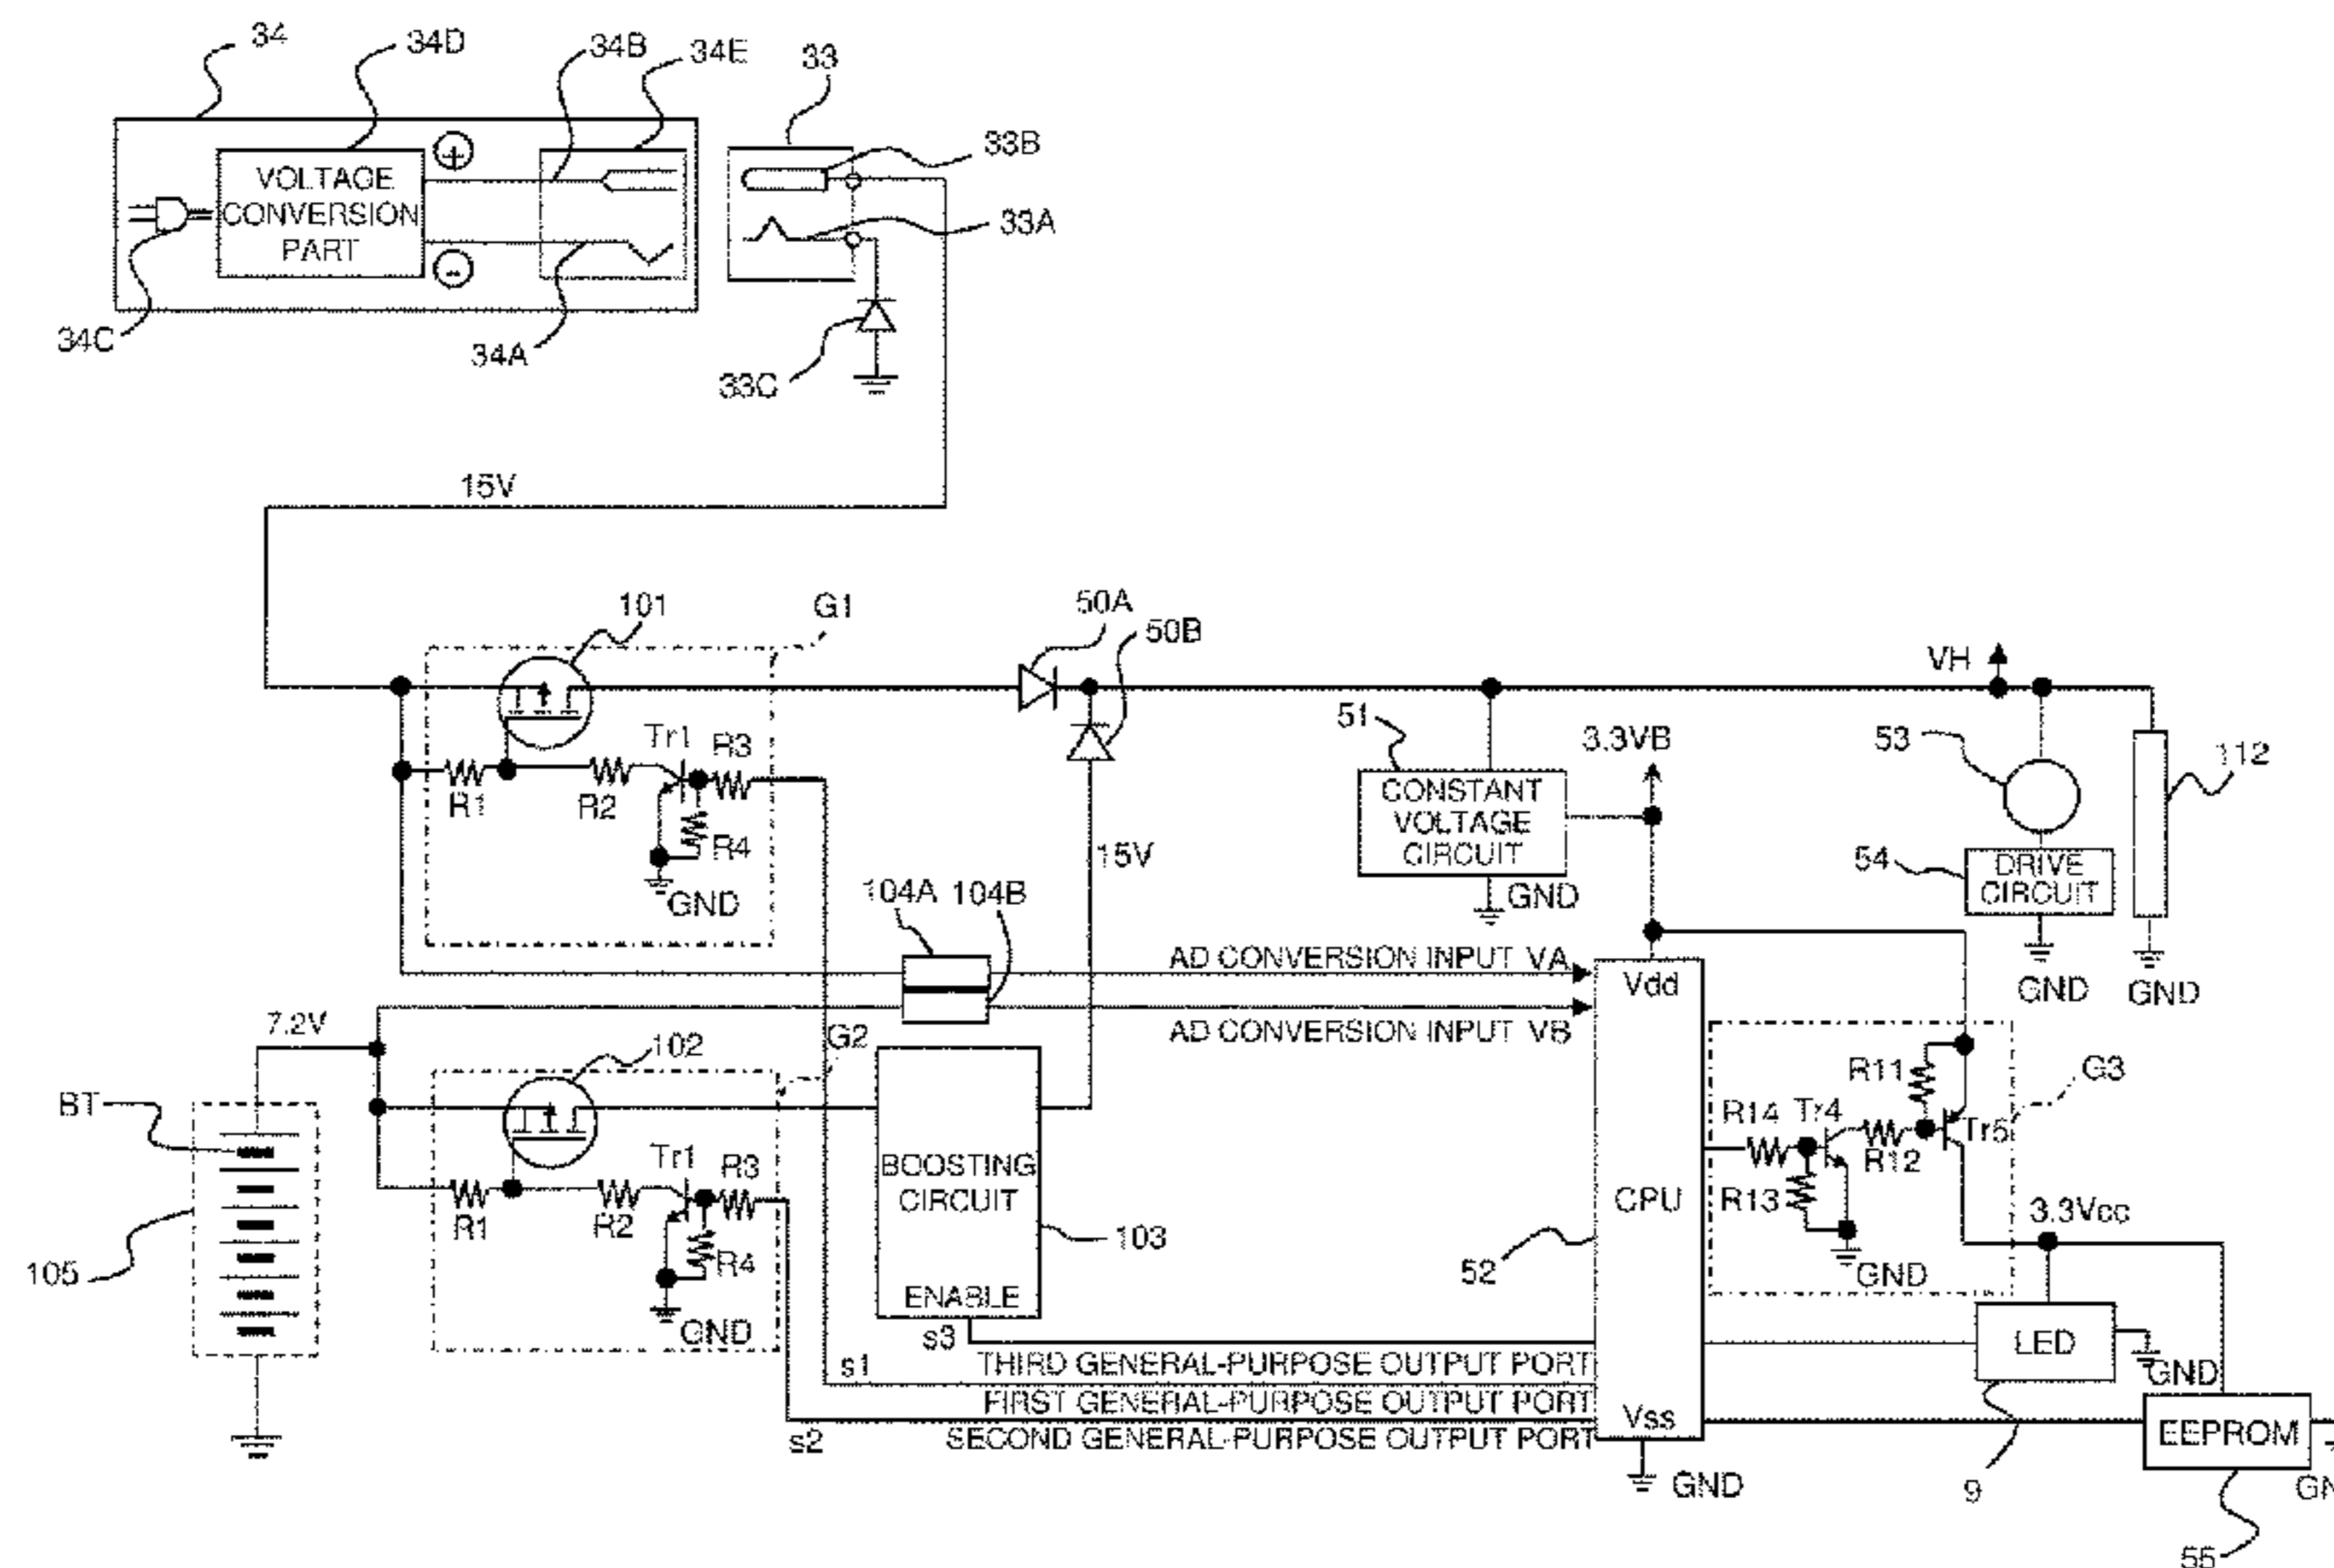 34
34D
34B
34E
33
33B
33A
VOLTAGE
CONVERSION
PART
+
-
34C
34A
33C
15V
101
G1
50A
50B
VH
51
3.3VB
53
112
Tr1
R3
R1
R2
R4
GND
CONSTANT
VOLTAGE
CIRCUIT
GND
15V
54
DRIVE
CIRCUIT
GND
GND
104A
104B
AD CONVERSION INPUT VA
AD CONVERSION INPUT VB
Vdd
7.2V
102
G2
BT
105
Tr1
R3
R1
R2
R4
GND
BOOSTING
CIRCUIT
ENABLE
103
CPU
52
R11
G3
R14
Tr4
Tr5
R12
R13
GND
3.3Vcc
LED
GND
s3
THIRD GENERAL-PURPOSE OUTPUT PORT
s1
FIRST GENERAL-PURPOSE OUTPUT PORT
s2
SECOND GENERAL-PURPOSE OUTPUT PORT
Vss
GND
9
EEPROM
55